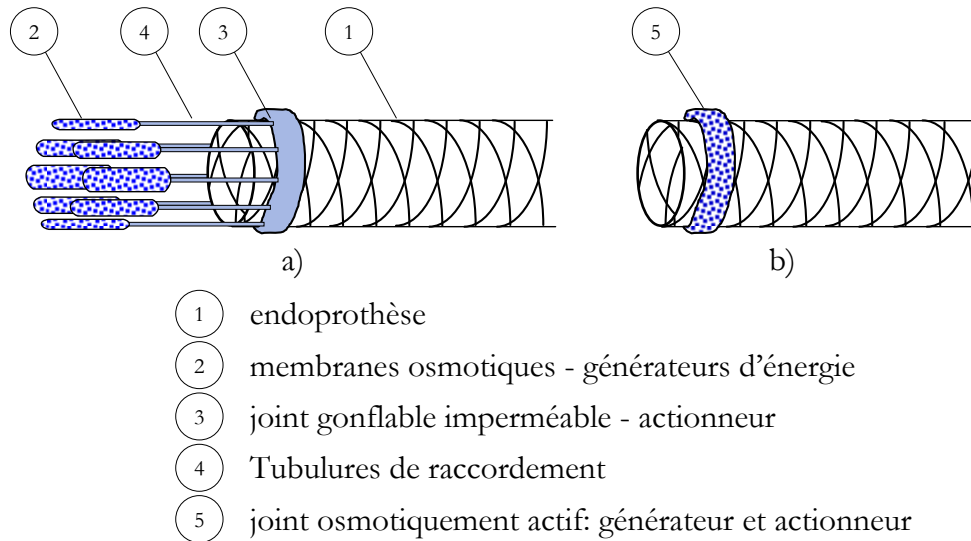 2 4 3 1 5
a) b)
1 endoprothèse
2 membranes osmotiques - générateurs d’énergie
3 joint gonflable imperméable - actionneur
4 Tubulures de raccordement
5 joint osmotiquement actif: générateur et actionneur